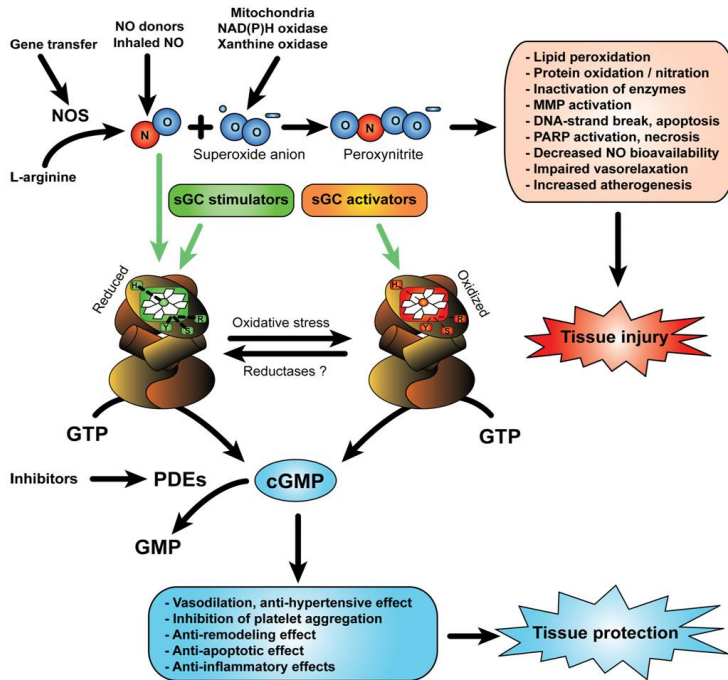 Gene transfer
NO donors
Inhaled NO
Mitochondria
NAD(P)H oxidase
Xanthine oxidase
NOS
L-arginine
N O
+
O O
Superoxide anion
O N O O
Peroxynitrite
- Lipid peroxidation
- Protein oxidation / nitration
- Inactivation of enzymes
- MMP activation
- DNA-strand break, apoptosis
- PARP activation, necrosis
- Decreased NO bioavailability
- Impaired vasorelaxation
- Increased atherogenesis
sGC stimulators
sGC activators
Reduced
H
Y S R
Oxidized
H
Y S R
Oxidative stress
Reductases ?
Tissue injury
GTP
GTP
Inhibitors
PDEs
cGMP
GMP
- Vasodilation, anti-hypertensive effect
- Inhibition of platelet aggregation
- Anti-remodeling effect
- Anti-apoptotic effect
- Anti-inflammatory effects
Tissue protection